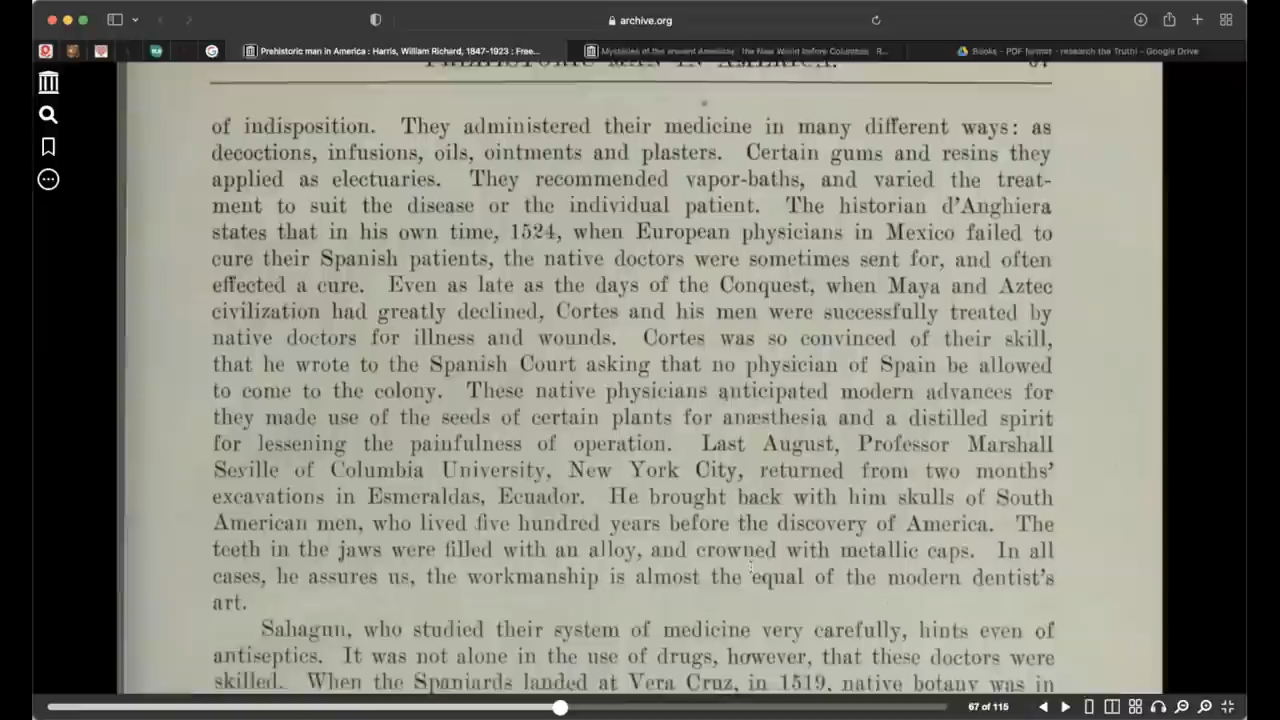 archive.org
Prehistoric man in America : Harris, William Richard, 1847-1923 : Free...
Mysteries of the ancient Americas : the New World before Columbus : R...
Books - PDF format - research the Truth! - Google Drive
PREHISTORIC MAN IN AMERICA. 67
of indisposition. They administered their medicine in many different ways: as
decoctions, infusions, oils, ointments and plasters. Certain gums and resins they
applied as electuaries. They recommended vapor-baths, and varied the treat-
ment to suit the disease or the individual patient. The historian d'Anghiera
states that in his own time, 1524, when European physicians in Mexico failed to
cure their Spanish patients, the native doctors were sometimes sent for, and often
effected a cure. Even as late as the days of the Conquest, when Maya and Aztec
civilization had greatly declined, Cortes and his men were successfully treated by
native doctors for illness and wounds. Cortes was so convinced of their skill,
that he wrote to the Spanish Court asking that no physician of Spain be allowed
to come to the colony. These native physicians anticipated modern advances for
they made use of the seeds of certain plants for anæsthesia and a distilled spirit
for lessening the painfulness of operation. Last August, Professor Marshall
Seville of Columbia University, New York City, returned from two months'
excavations in Esmeraldas, Ecuador. He brought back with him skulls of South
American men, who lived five hundred years before the discovery of America. The
teeth in the jaws were filled with an alloy, and crowned with metallic caps. In all
cases, he assures us, the workmanship is almost the equal of the modern dentist's
art.
Sahagun, who studied their system of medicine very carefully, hints even of
antiseptics. It was not alone in the use of drugs, however, that these doctors were
skilled. When the Spaniards landed at Vera Cruz, in 1519, native botany was in
67 of 115